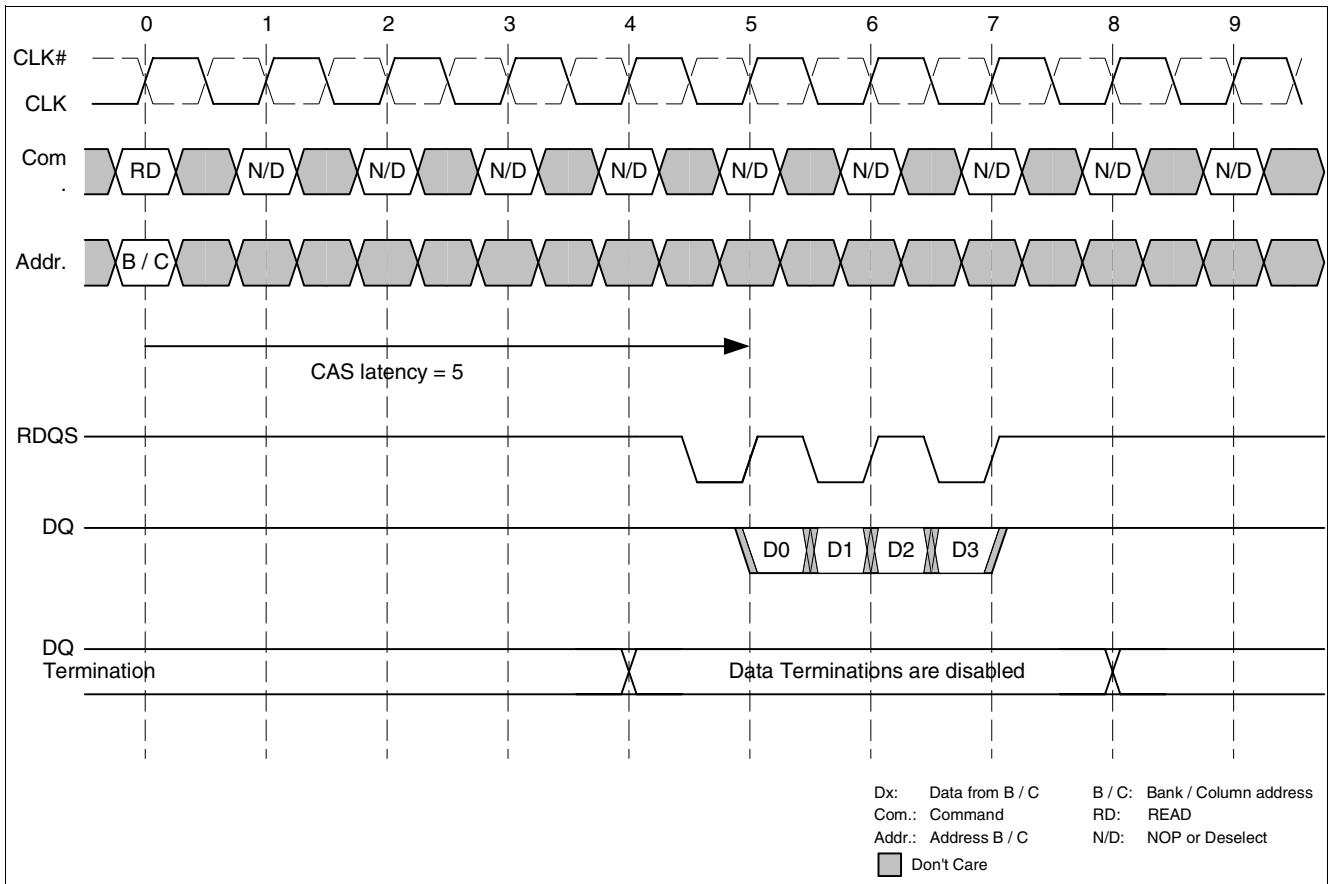 0 1 2 3 4 5 6 7 8 9
CLK#
CLK
Com
.
RD N/D N/D N/D N/D N/D N/D N/D N/D N/D
Addr. B / C
CAS latency = 5
RDQS
DQ
D0 D1 D2 D3
DQ
Termination Data Terminations are disabled
Dx: Data from B / C B / C: Bank / Column address
Com.: Command RD: READ
Addr.: Address B / C N/D: NOP or Deselect
Don't Care